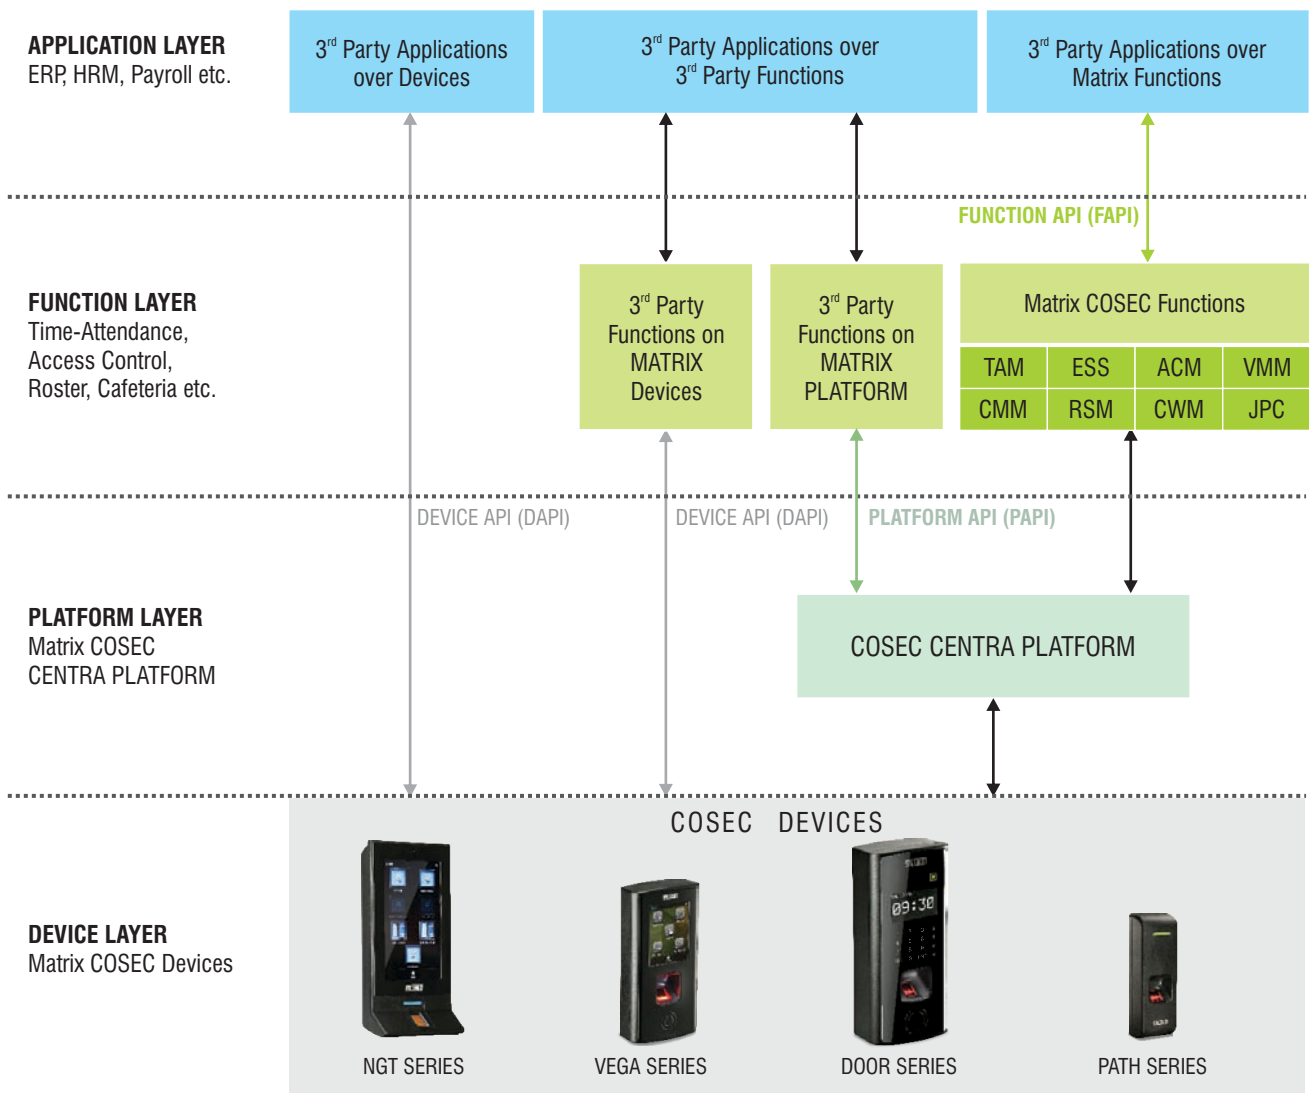 APPLICATION LAYER
ERP, HRM, Payroll etc.
3rd Party Applications
over Devices
3rd Party Applications over
3rd Party Functions
3rd Party Applications over
Matrix Functions
FUNCTION API (FAPI)
FUNCTION LAYER
Time-Attendance,
Access Control,
Roster, Cafeteria etc.
3rd Party
Functions on
MATRIX
Devices
3rd Party
Functions on
MATRIX
PLATFORM
Matrix COSEC Functions
TAM ESS ACM VMM
CMM RSM CWM JPC
DEVICE API (DAPI)
DEVICE API (DAPI)
PLATFORM API (PAPI)
PLATFORM LAYER
Matrix COSEC
CENTRA PLATFORM
COSEC CENTRA PLATFORM
COSEC DEVICES
09:30
DEVICE LAYER
Matrix COSEC Devices
NGT SERIES
VEGA SERIES
DOOR SERIES
PATH SERIES